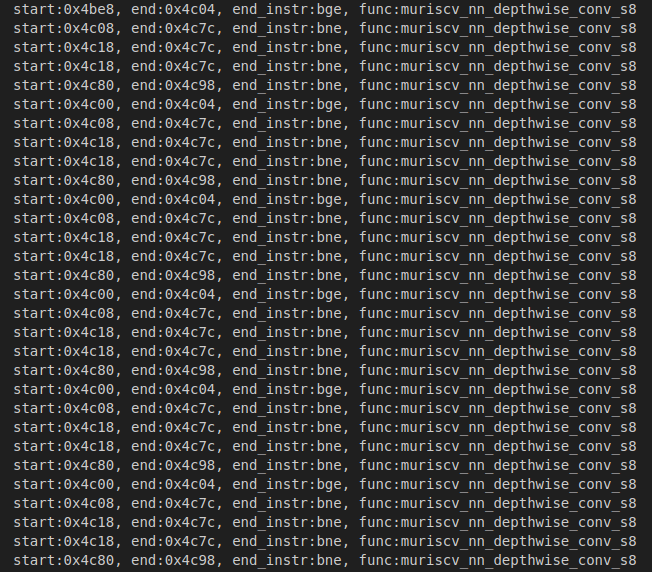 start:0x4be8, end:0x4c04, end_instr:bge, func:muriscv_nn_depthwise_conv_s8
start:0x4c08, end:0x4c7c, end_instr:bne, func:muriscv_nn_depthwise_conv_s8
start:0x4c18, end:0x4c7c, end_instr:bne, func:muriscv_nn_depthwise_conv_s8
start:0x4c18, end:0x4c7c, end_instr:bne, func:muriscv_nn_depthwise_conv_s8
start:0x4c80, end:0x4c98, end_instr:bne, func:muriscv_nn_depthwise_conv_s8
start:0x4c00, end:0x4c04, end_instr:bge, func:muriscv_nn_depthwise_conv_s8
start:0x4c08, end:0x4c7c, end_instr:bne, func:muriscv_nn_depthwise_conv_s8
start:0x4c18, end:0x4c7c, end_instr:bne, func:muriscv_nn_depthwise_conv_s8
start:0x4c18, end:0x4c7c, end_instr:bne, func:muriscv_nn_depthwise_conv_s8
start:0x4c80, end:0x4c98, end_instr:bne, func:muriscv_nn_depthwise_conv_s8
start:0x4c00, end:0x4c04, end_instr:bge, func:muriscv_nn_depthwise_conv_s8
start:0x4c08, end:0x4c7c, end_instr:bne, func:muriscv_nn_depthwise_conv_s8
start:0x4c18, end:0x4c7c, end_instr:bne, func:muriscv_nn_depthwise_conv_s8
start:0x4c18, end:0x4c7c, end_instr:bne, func:muriscv_nn_depthwise_conv_s8
start:0x4c80, end:0x4c98, end_instr:bne, func:muriscv_nn_depthwise_conv_s8
start:0x4c00, end:0x4c04, end_instr:bge, func:muriscv_nn_depthwise_conv_s8
start:0x4c08, end:0x4c7c, end_instr:bne, func:muriscv_nn_depthwise_conv_s8
start:0x4c18, end:0x4c7c, end_instr:bne, func:muriscv_nn_depthwise_conv_s8
start:0x4c18, end:0x4c7c, end_instr:bne, func:muriscv_nn_depthwise_conv_s8
start:0x4c80, end:0x4c98, end_instr:bne, func:muriscv_nn_depthwise_conv_s8
start:0x4c00, end:0x4c04, end_instr:bge, func:muriscv_nn_depthwise_conv_s8
start:0x4c08, end:0x4c7c, end_instr:bne, func:muriscv_nn_depthwise_conv_s8
start:0x4c18, end:0x4c7c, end_instr:bne, func:muriscv_nn_depthwise_conv_s8
start:0x4c18, end:0x4c7c, end_instr:bne, func:muriscv_nn_depthwise_conv_s8
start:0x4c80, end:0x4c98, end_instr:bne, func:muriscv_nn_depthwise_conv_s8
start:0x4c00, end:0x4c04, end_instr:bge, func:muriscv_nn_depthwise_conv_s8
start:0x4c08, end:0x4c7c, end_instr:bne, func:muriscv_nn_depthwise_conv_s8
start:0x4c18, end:0x4c7c, end_instr:bne, func:muriscv_nn_depthwise_conv_s8
start:0x4c18, end:0x4c7c, end_instr:bne, func:muriscv_nn_depthwise_conv_s8
start:0x4c80, end:0x4c98, end_instr:bne, func:muriscv_nn_depthwise_conv_s8